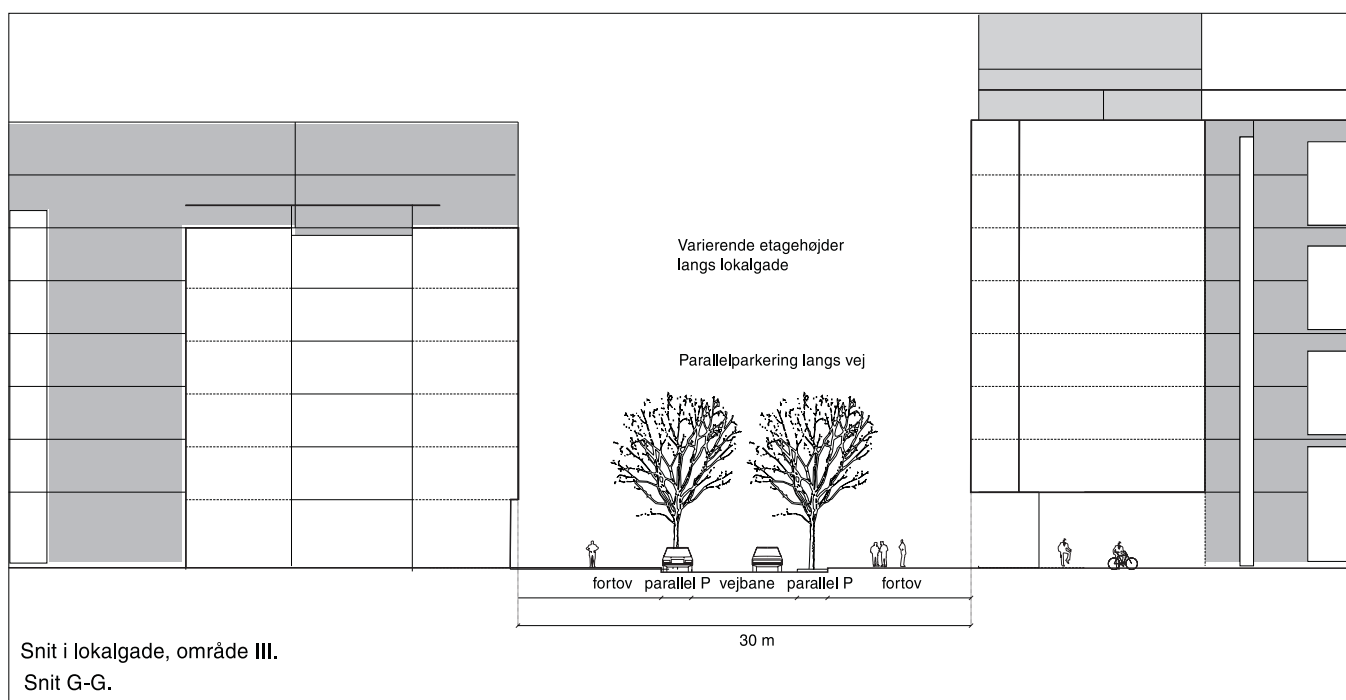 Varierende etagehøjder
langs lokalgade
Parallelparkering langs vej
fortov parallel P vejbane parallel P fortov
30 m
Snit i lokalgade, område III.
Snit G-G.